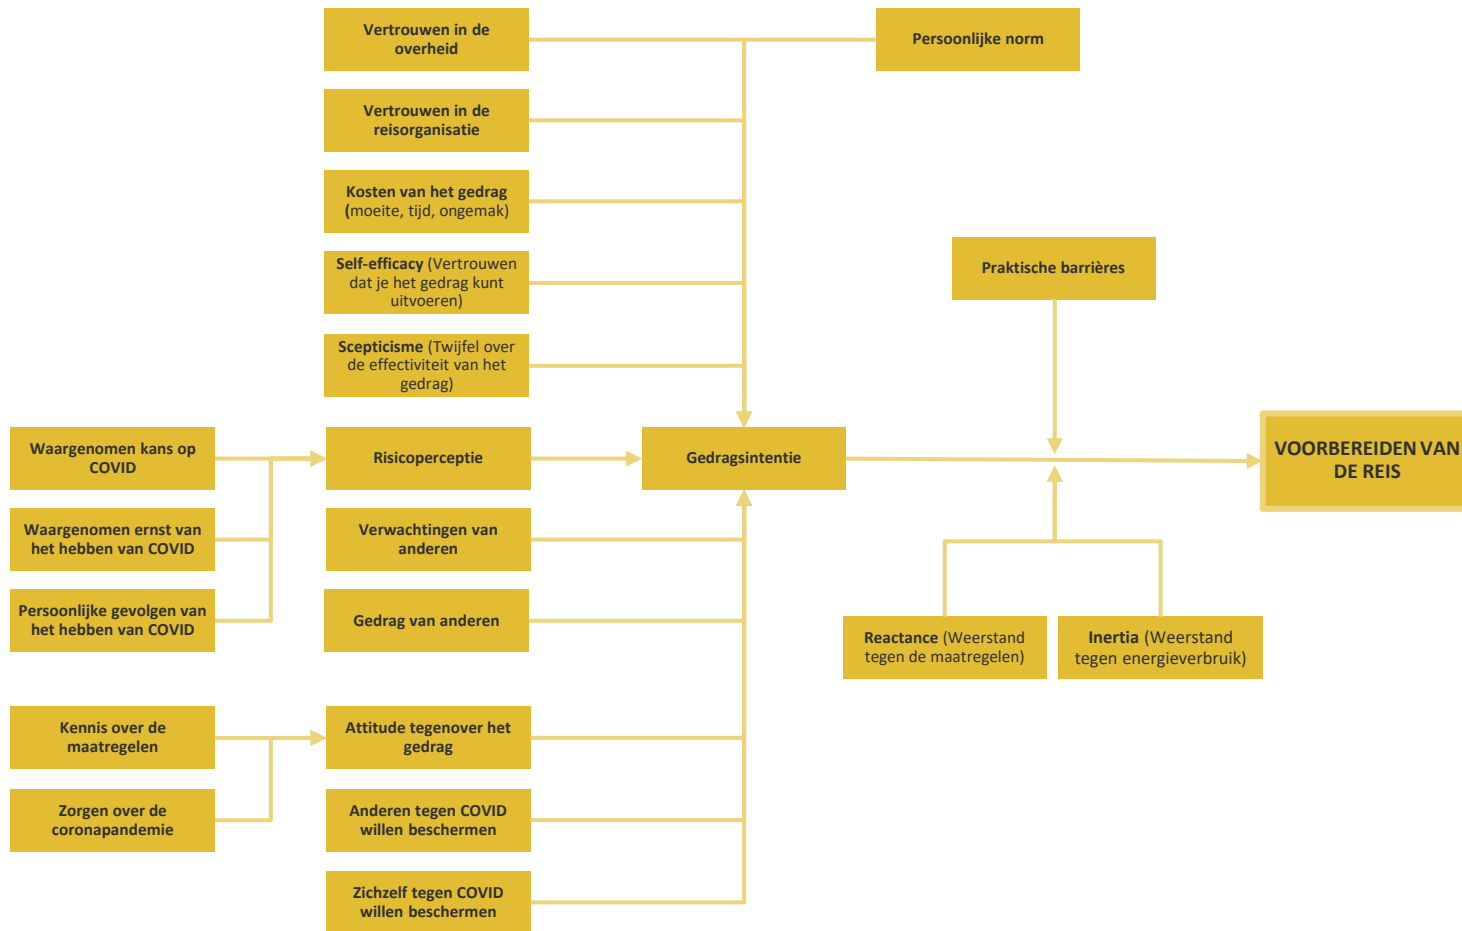 Vertrouwen in de
overheid
Persoonlijke norm
Vertrouwen in de
reisorganisatie
Kosten van het gedrag
(moeite, tijd, ongemak)
Self-efficacy (Vertrouwen
dat je het gedrag kunt
uitvoeren)
Praktische barrières
Scepticisme (Twijfel over
de effectiviteit van het
gedrag)
Waargenomen kans op
COVID
Risicoperceptie
Gedragsintentie
VOORBEREIDEN VAN
DE REIS
Waargenomen ernst van
het hebben van COVID
Verwachtingen van
anderen
Persoonlijke gevolgen van
het hebben van COVID
Gedrag van anderen
Reactance (Weerstand
tegen de maatregelen)
Inertia (Weerstand
tegen energieverbruik)
Kennis over de
maatregelen
Attitude tegenover het
gedrag
Zorgen over de
coronapandemie
Anderen tegen COVID
willen beschermen
Zichzelf tegen COVID
willen beschermen